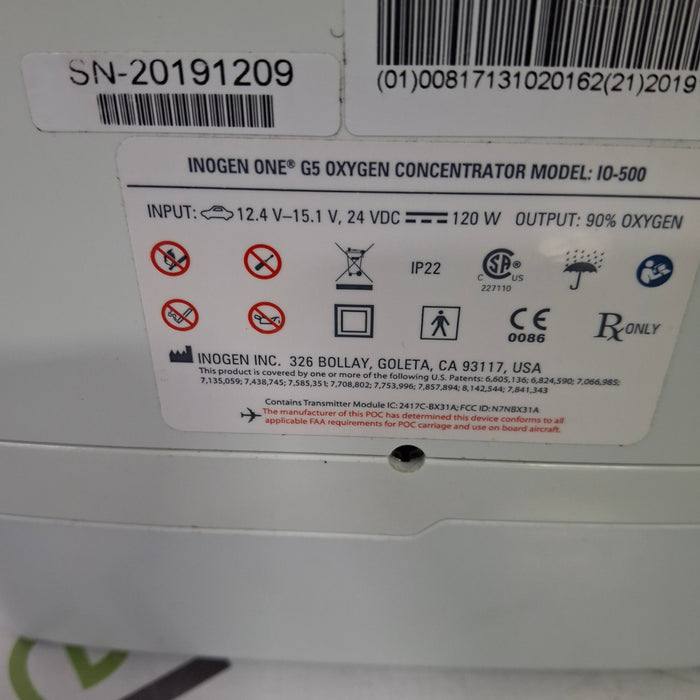 SN-20191209
(01)00817131020162(21)2019
INOGEN ONE® G5 OXYGEN CONCENTRATOR MODEL: IO-500
INPUT: 12.4 V–15.1 V, 24 VDC 120 W OUTPUT: 90% OXYGEN
IP22
C SA® US
227110
CE
0086
Rx ONLY
INOGEN INC. 326 BOLLAY, GOLETA, CA 93117, USA
This product is covered by one or more of the following U.S. Patents: 6,605,136; 6,824,590; 7,066,985;
7,135,059; 7,438,745; 7,585,351; 7,708,802; 7,753,996; 7,857,894; 8,142,544; 7,841,343
Contains Transmitter Module IC: 2417C-BX31A; FCC ID: N7NBX31A
The manufacturer of this POC has determined this device conforms to all
applicable FAA requirements for POC carriage and use on board aircraft.